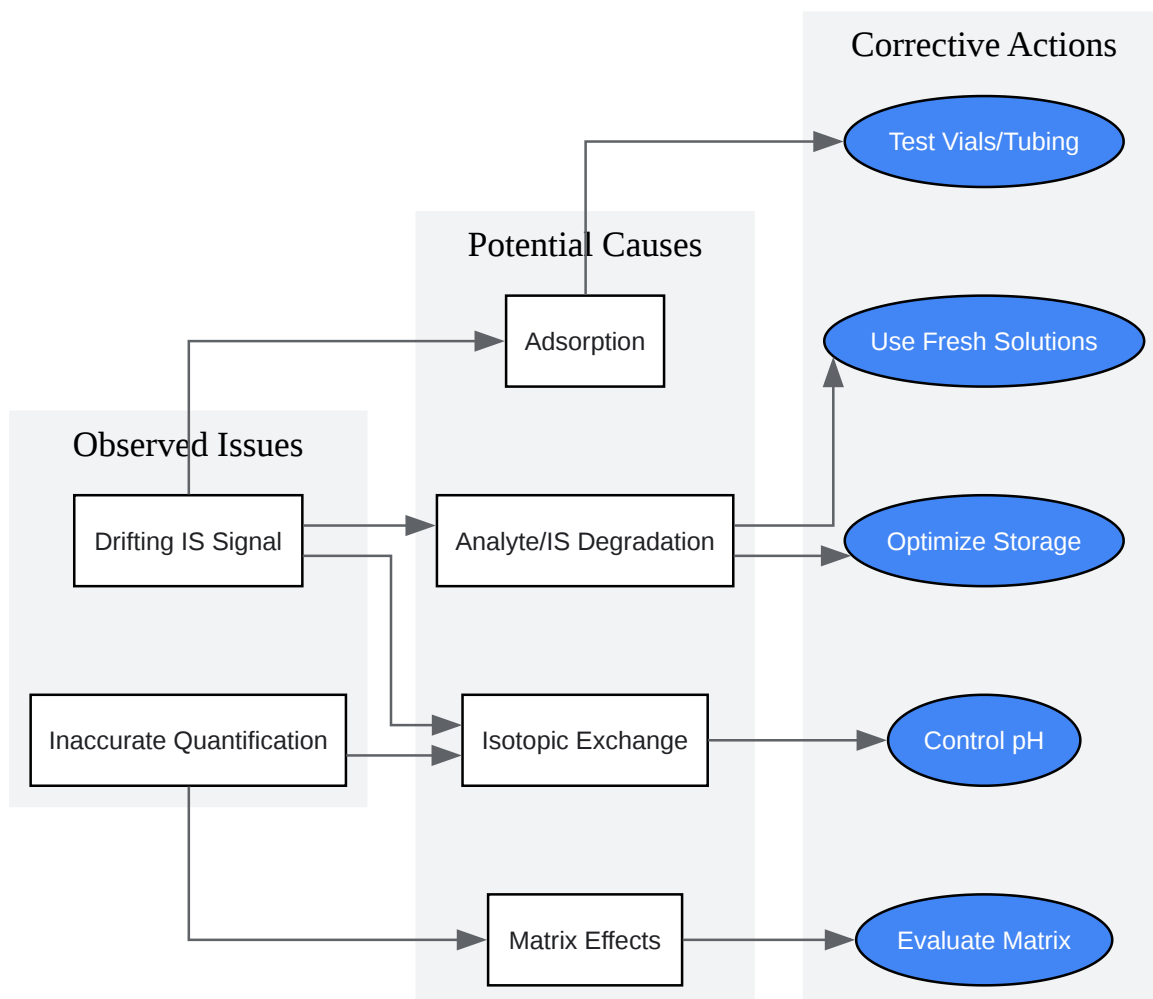 Corrective Actions
Test Vials/Tubing
Potential Causes
Adsorption
Use Fresh Solutions
Observed Issues
Drifting IS Signal
Analyte/IS Degradation
Optimize Storage
Inaccurate Quantification
Isotopic Exchange
Control pH
Matrix Effects
Evaluate Matrix